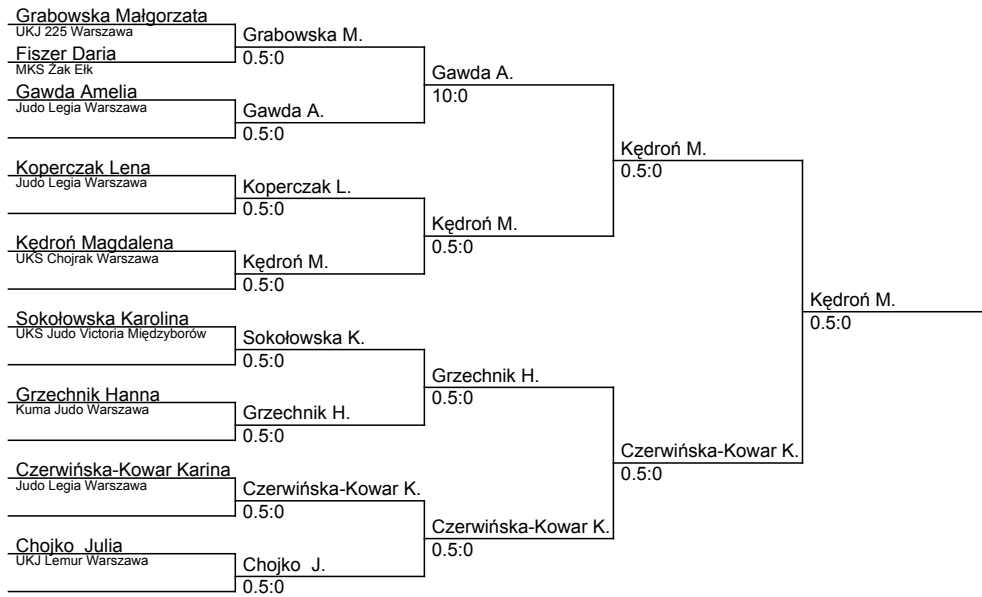 Grabowska Małgorzata
UKJ 225 Warszawa
Fiszer Daria
MKS Żak Ełk
Gawda Amelia
Judo Legia Warszawa
Koperczak Lena
Judo Legia Warszawa
Kędroń Magdalena
UKS Chojrak Warszawa
Sokołowska Karolina
UKS Judo Victoria Międzyborów
Grzechnik Hanna
Kuma Judo Warszawa
Czerwińska-Kowar Karina
Judo Legia Warszawa
Chojko  Julia
UKJ Lemur Warszawa
Grabowska M.
0.5:0
Gawda A.
0.5:0
Koperczak L.
0.5:0
Kędroń M.
0.5:0
Sokołowska K.
0.5:0
Grzechnik H.
0.5:0
Czerwińska-Kowar K.
0.5:0
Chojko  J.
0.5:0
Gawda A.
10:0
Kędroń M.
0.5:0
Grzechnik H.
0.5:0
Czerwińska-Kowar K.
0.5:0
Kędroń M.
0.5:0
Czerwińska-Kowar K.
0.5:0
Kędroń M.
0.5:0